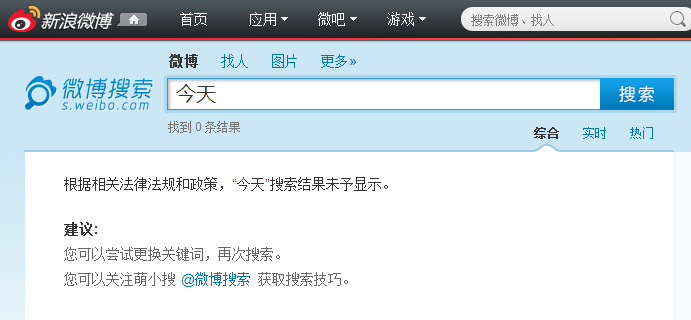 新浪微博 首页 应用 微吧 游戏 搜索微博、找人
微博 找人 图片 更多»
微博搜索
s.weibo.com
今天 搜索
找到 0 条结果
综合 实时 热门
根据相关法律法规和政策，“今天”搜索结果未予显示。
建议:
您可以尝试更换关键词，再次搜索。
您可以关注萌小搜 @微博搜索 获取搜索技巧。